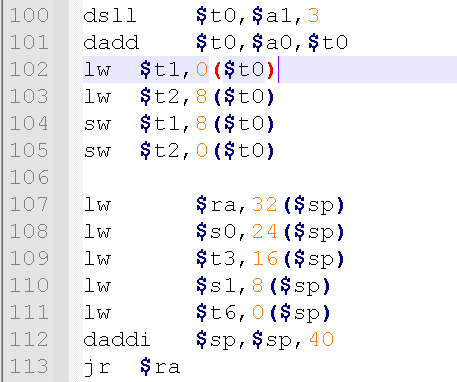 100 dsll $t0,$a1,3
101 dadd $t0,$a0,$t0
102 lw $t1,0($t0)
103 lw $t2,8($t0)
104 sw $t1,8($t0)
105 sw $t2,0($t0)
106
107 lw $ra,32($sp)
108 lw $s0,24($sp)
109 lw $t3,16($sp)
110 lw $s1,8($sp)
111 lw $t6,0($sp)
112 daddi $sp,$sp,40
113 jr $ra